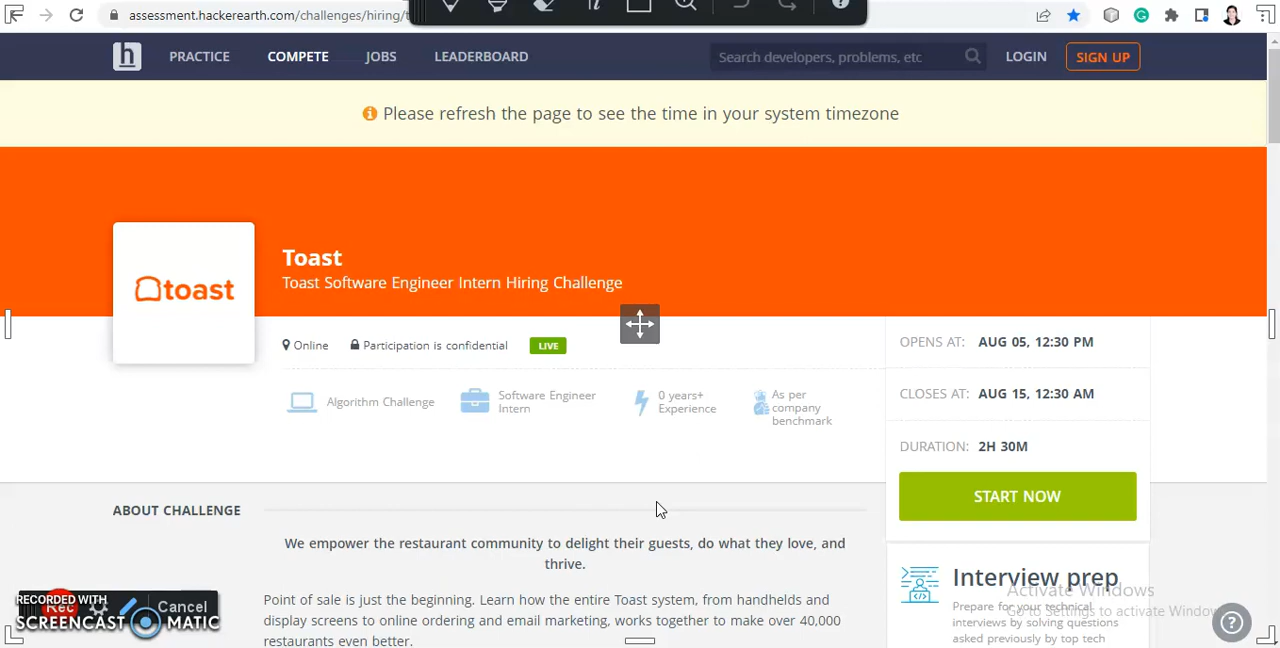 assessment.hackerearth.com/challenges/hiring/
h PRACTICE COMPETE JOBS LEADERBOARD Search developers, problems, etc LOGIN SIGN UP
Please refresh the page to see the time in your system timezone
toast
Toast
Toast Software Engineer Intern Hiring Challenge
Online Participation is confidential LIVE
Algorithm Challenge
Software Engineer
Intern
0 years+
Experience
As per
company
benchmark
OPENS AT: AUG 05, 12:30 PM
CLOSES AT: AUG 15, 12:30 AM
DURATION: 2H 30M
START NOW
ABOUT CHALLENGE
We empower the restaurant community to delight their guests, do what they love, and
thrive.
Point of sale is just the beginning. Learn how the entire Toast system, from handhelds and
display screens to online ordering and email marketing, works together to make over 40,000
restaurants even better.
Interview prep
Prepare for your technical
interviews by solving questions
asked previously by top tech
Activate Windows
Go to Settings to activate Windows
RECORDED WITH
Rec Cancel
SCREENCAST MATIC